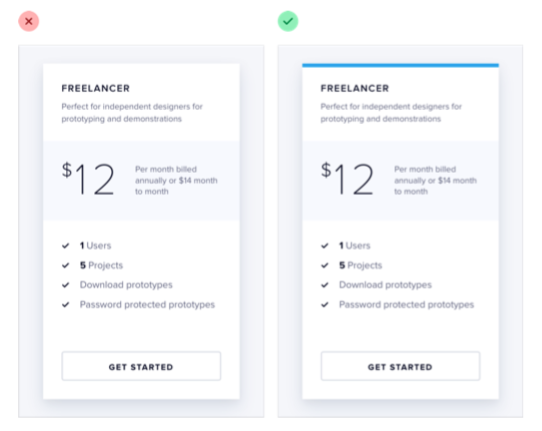 FREELANCER
Perfect for independent designers for
prototyping and demonstrations
$12
Per month billed
annually or $14 month
to month
1 Users
5 Projects
Download prototypes
Password protected prototypes
GET STARTED
FREELANCER
Perfect for independent designers for
prototyping and demonstrations
$12
Per month billed
annually or $14 month
to month
1 Users
5 Projects
Download prototypes
Password protected prototypes
GET STARTED